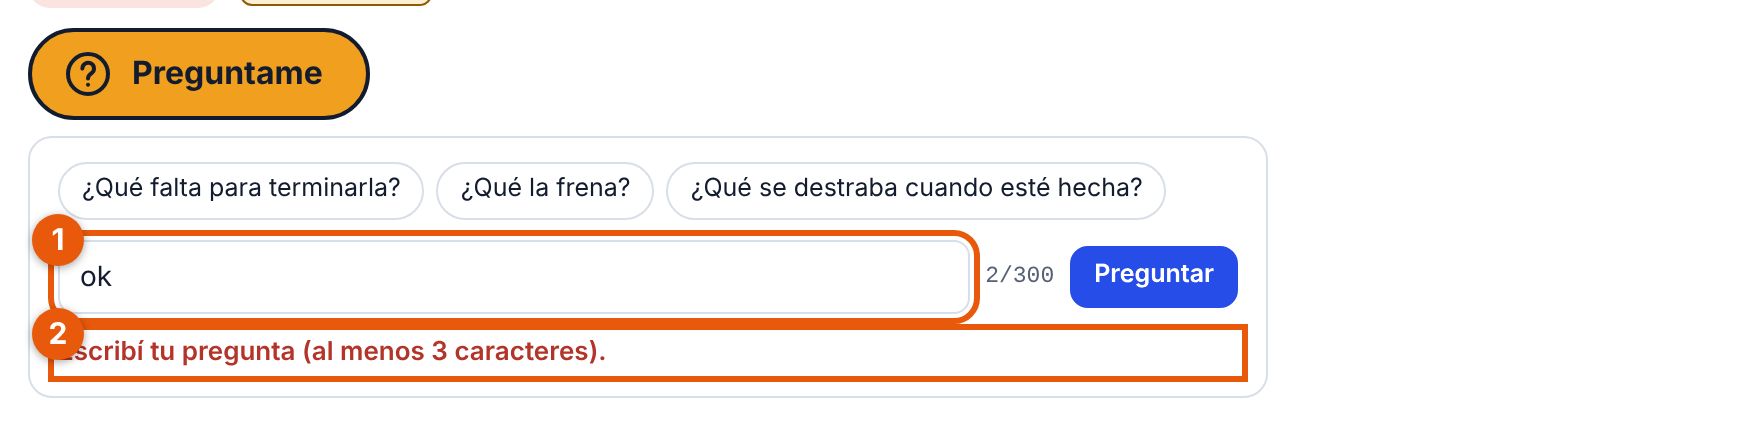 Preguntame
¿Qué falta para terminarla? ¿Qué la frena? ¿Qué se destraba cuando esté hecha?
1
ok 2/300 Preguntar
2
Escribí tu pregunta (al menos 3 caracteres).